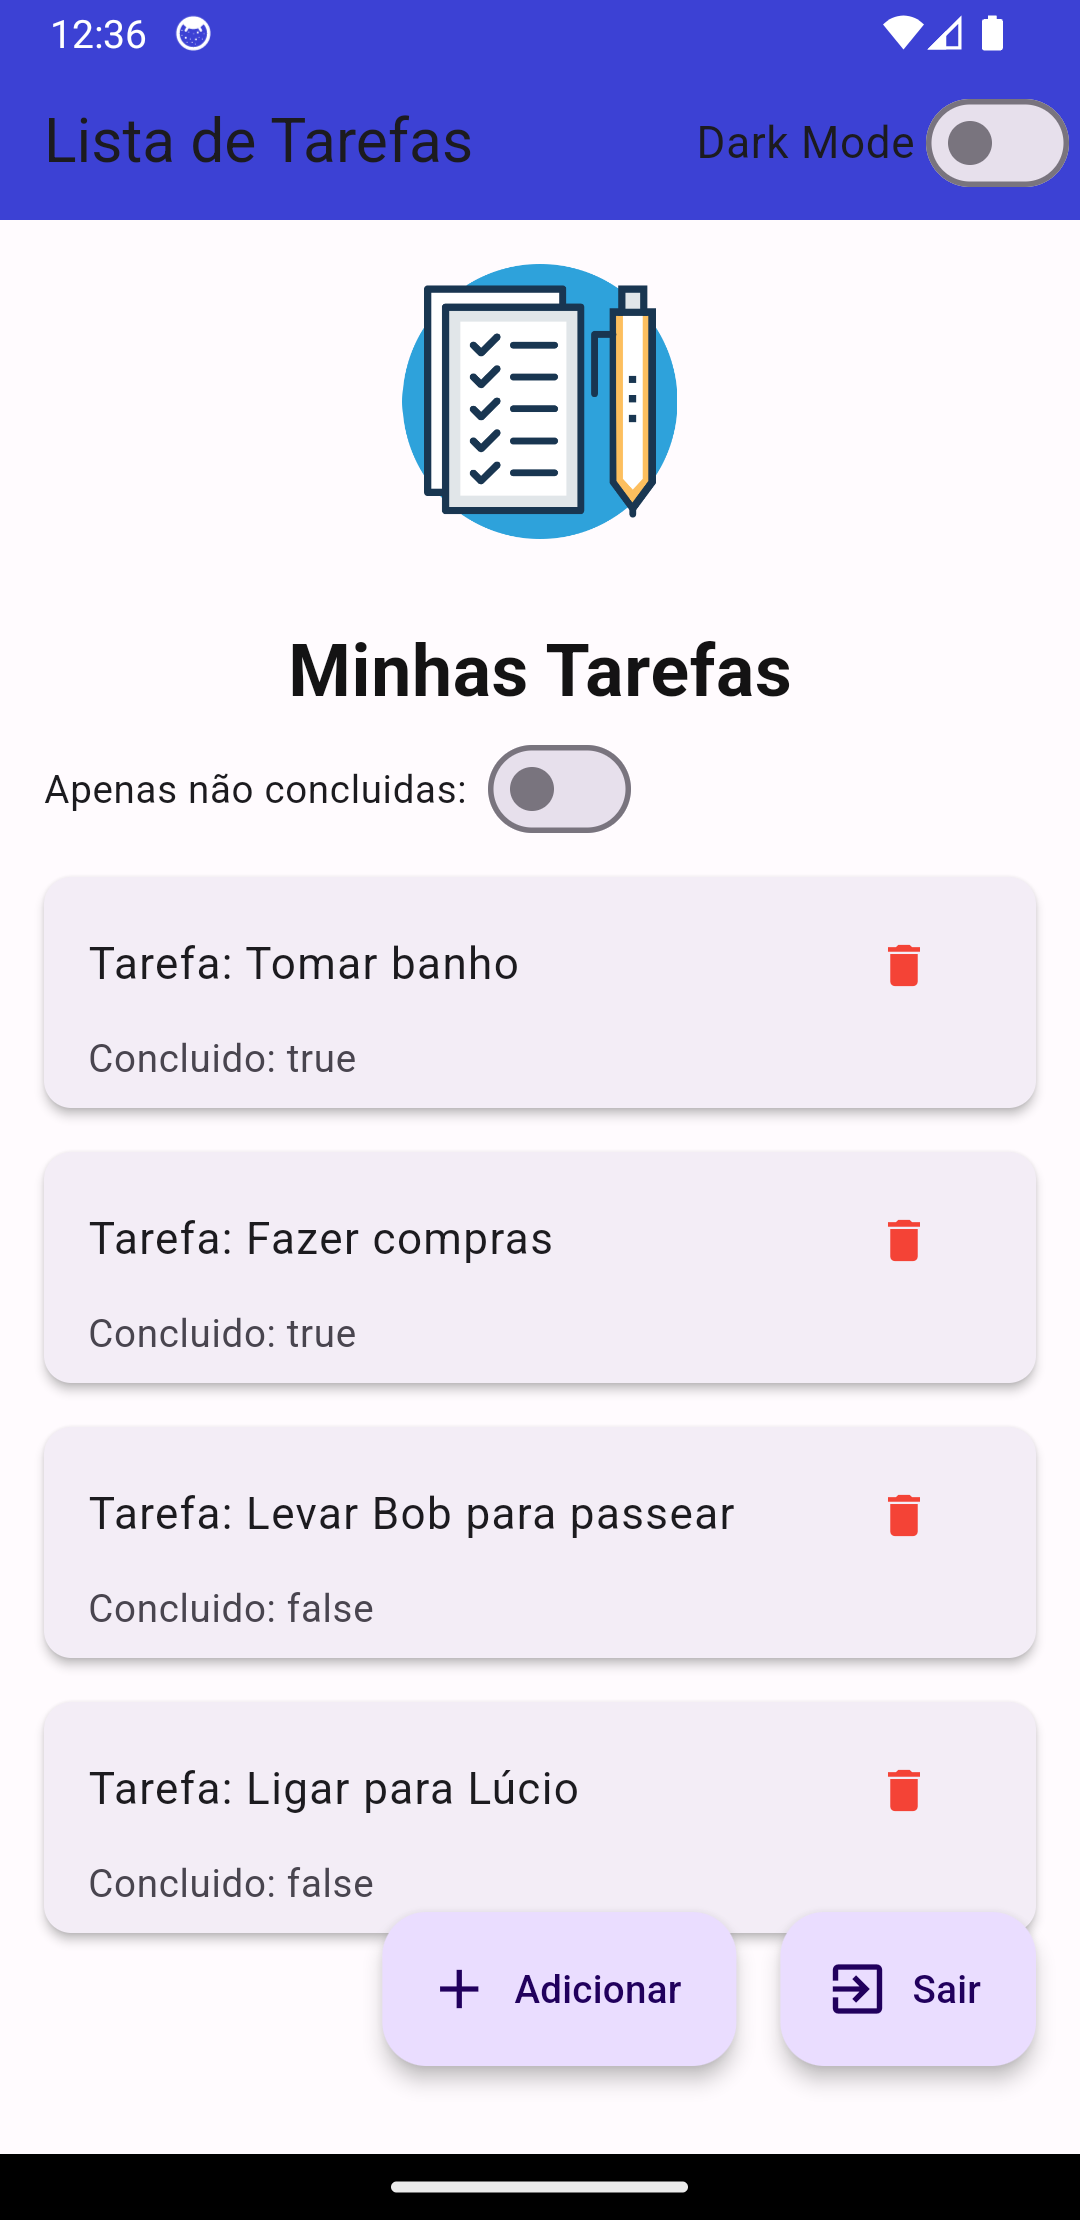 12:36
Lista de Tarefas
Dark Mode
Minhas Tarefas
Apenas não concluidas:
Tarefa: Tomar banho
Concluido: true
Tarefa: Fazer compras
Concluido: true
Tarefa: Levar Bob para passear
Concluido: false
Tarefa: Ligar para Lúcio
Concluido: false
Adicionar
Sair